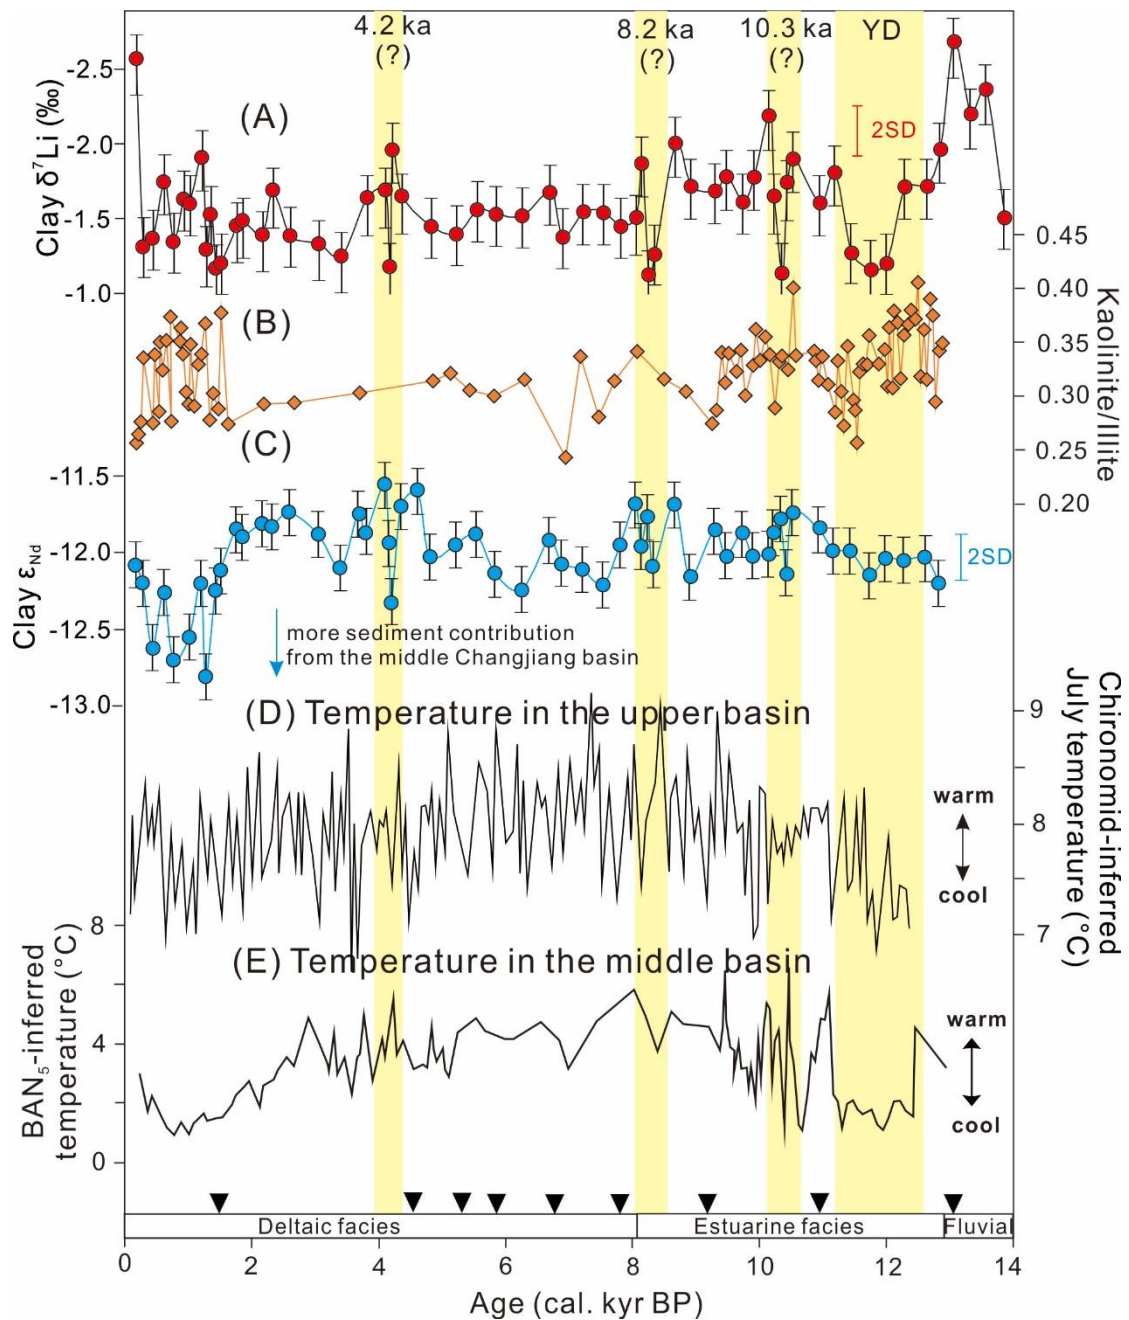 4.2 ka
(?)
8.2 ka
(?)
10.3 ka
(?)
YD
-2.5
-2.0
-1.5
-1.0
Clay δ⁷Li (‰)
(A)
2SD
0.45
0.40
0.35
0.30
0.25
0.20
Kaolinite/Illite
(B)
(C)
-11.5
-12.0
-12.5
-13.0
Clay εNd
2SD
more sediment contribution
from the middle Changjiang basin
(D) Temperature in the upper basin
9
8
7
Chironomid-inferred
July temperature (°C)
warm
cool
(E) Temperature in the middle basin
8
4
0
BAN₅-inferred
temperature (°C)
warm
cool
Deltaic facies
Estuarine facies
Fluvial
0 2 4 6 8 10 12 14
Age (cal. kyr BP)